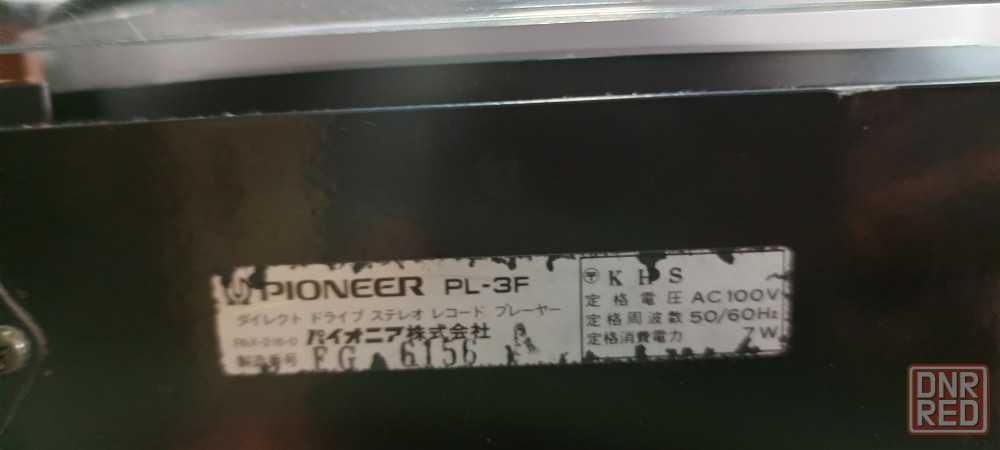 PIONEER PL-3F
ダイレクト ドライブ ステレオ レコード プレーヤー
パイオニア株式会社
製造番号 6156
〒 K H S
定格電圧 AC100V
定格周波数 50/60Hz
定格消費電力 7W
DNR
RED